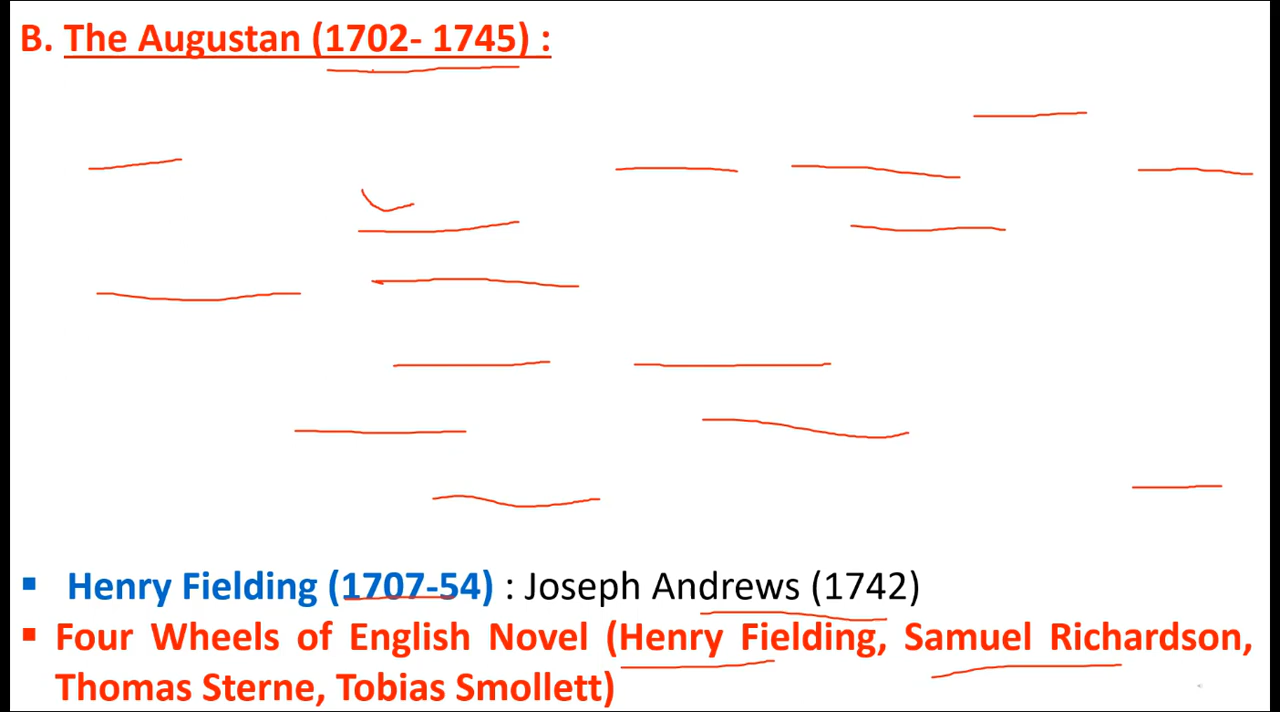 B. The Augustan (1702- 1745) :
▪ Henry Fielding (1707-54) : Joseph Andrews (1742)
▪ Four Wheels of English Novel (Henry Fielding, Samuel Richardson,
Thomas Sterne, Tobias Smollett)